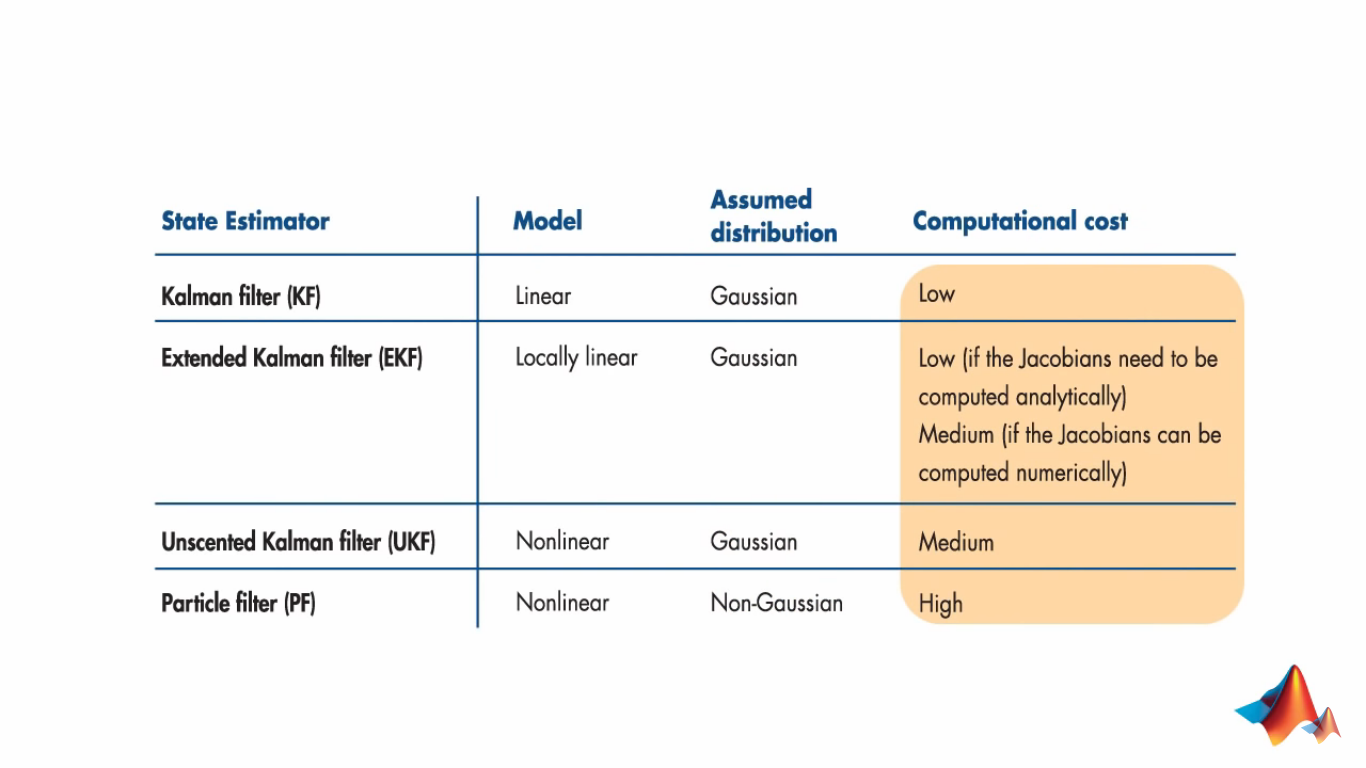 State Estimator Model Assumed distribution Computational cost
Kalman filter (KF) Linear Gaussian Low
Extended Kalman filter (EKF) Locally linear Gaussian Low (if the Jacobians need to be
computed analytically)
Medium (if the Jacobians can be
computed numerically)
Unscented Kalman filter (UKF) Nonlinear Gaussian Medium
Particle filter (PF) Nonlinear Non-Gaussian High